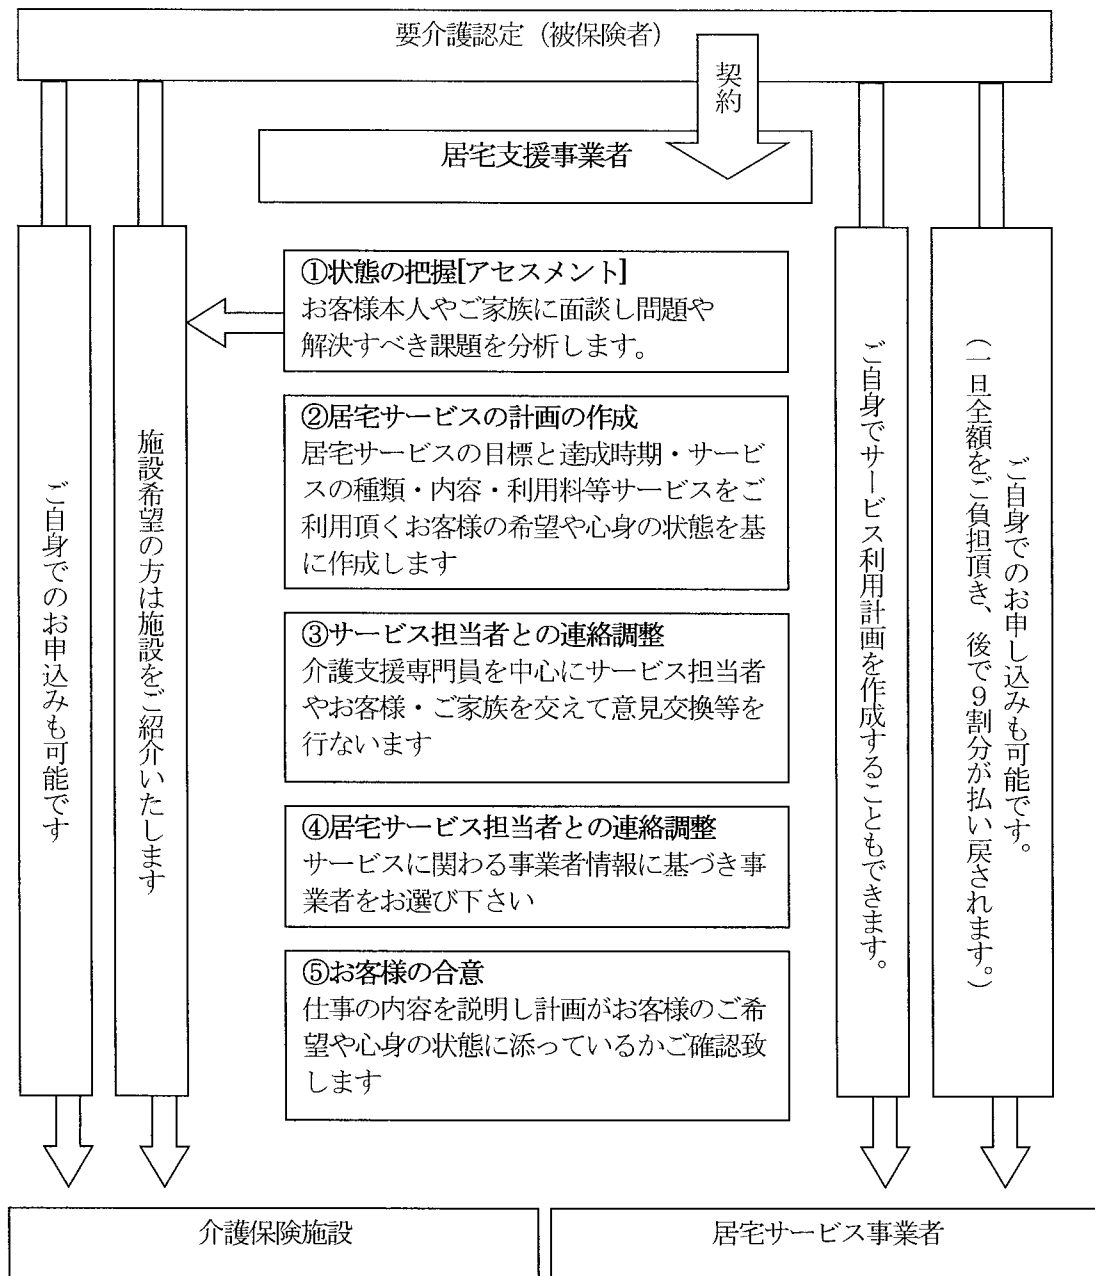 要介護認定（被保険者）
契約
居宅支援事業者
①状態の把握[アセスメント]
お客様本人やご家族に面談し問題や
解決すべき課題を分析します。
②居宅サービスの計画の作成
居宅サービスの目標と達成時期・サービ
スの種類・内容・利用料等サービスをご
利用頂くお客様の希望や心身の状態を基
に作成します
③サービス担当者との連絡調整
介護支援専門員を中心にサービス担当者
やお客様・ご家族を交えて意見交換等を
行ないます
④居宅サービス担当者との連絡調整
サービスに関わる事業者情報に基づき事
業者をお選び下さい
⑤お客様の合意
仕事の内容を説明し計画がお客様のご希
望や心身の状態に添っているかご確認致
します
ご自身でのお申込みも可能です
施設希望の方は施設をご紹介いたします
ご自身でサービス利用計画を作成することもできます。
ご自身でのお申し込みも可能です。
（一旦全額をご負担頂き、後で９割分が払い戻されます。）
介護保険施設
居宅サービス事業者